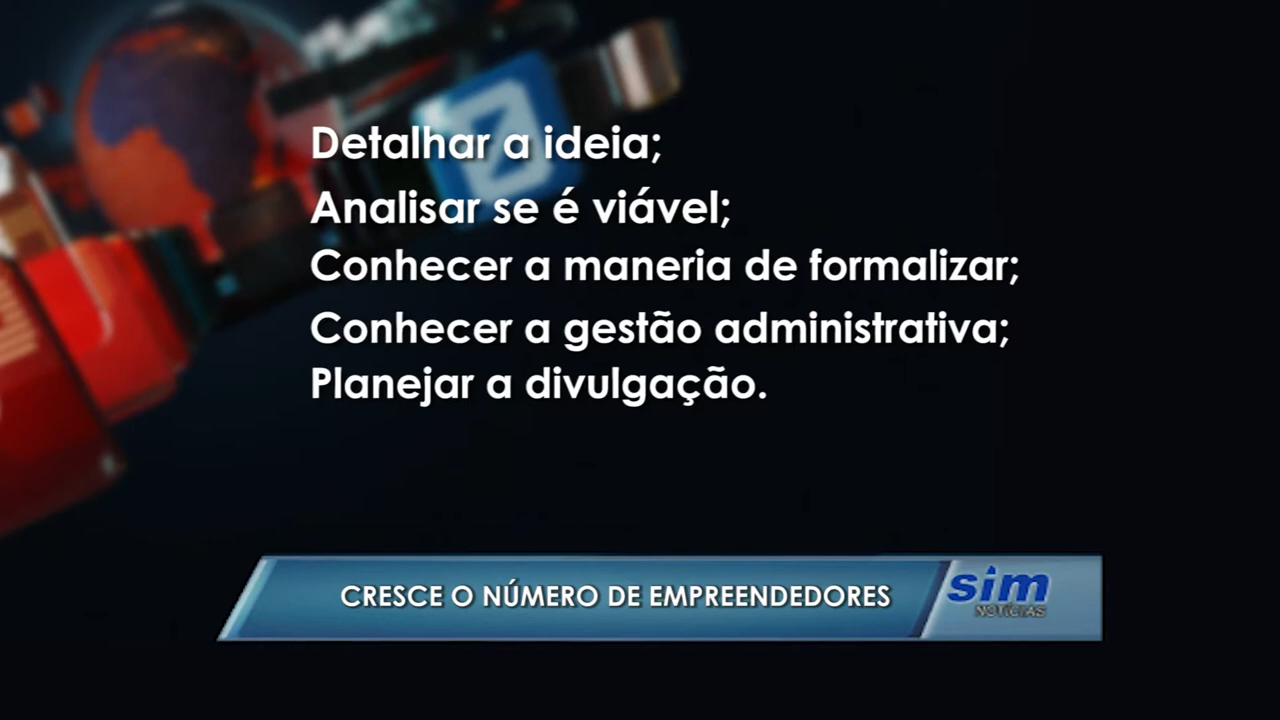 Detalhar a ideia;
Analisar se é viável;
Conhecer a maneria de formalizar;
Conhecer a gestão administrativa;
Planejar a divulgação.
CRESCE O NÚMERO DE EMPREENDEDORES
sim
NOTÍCIAS